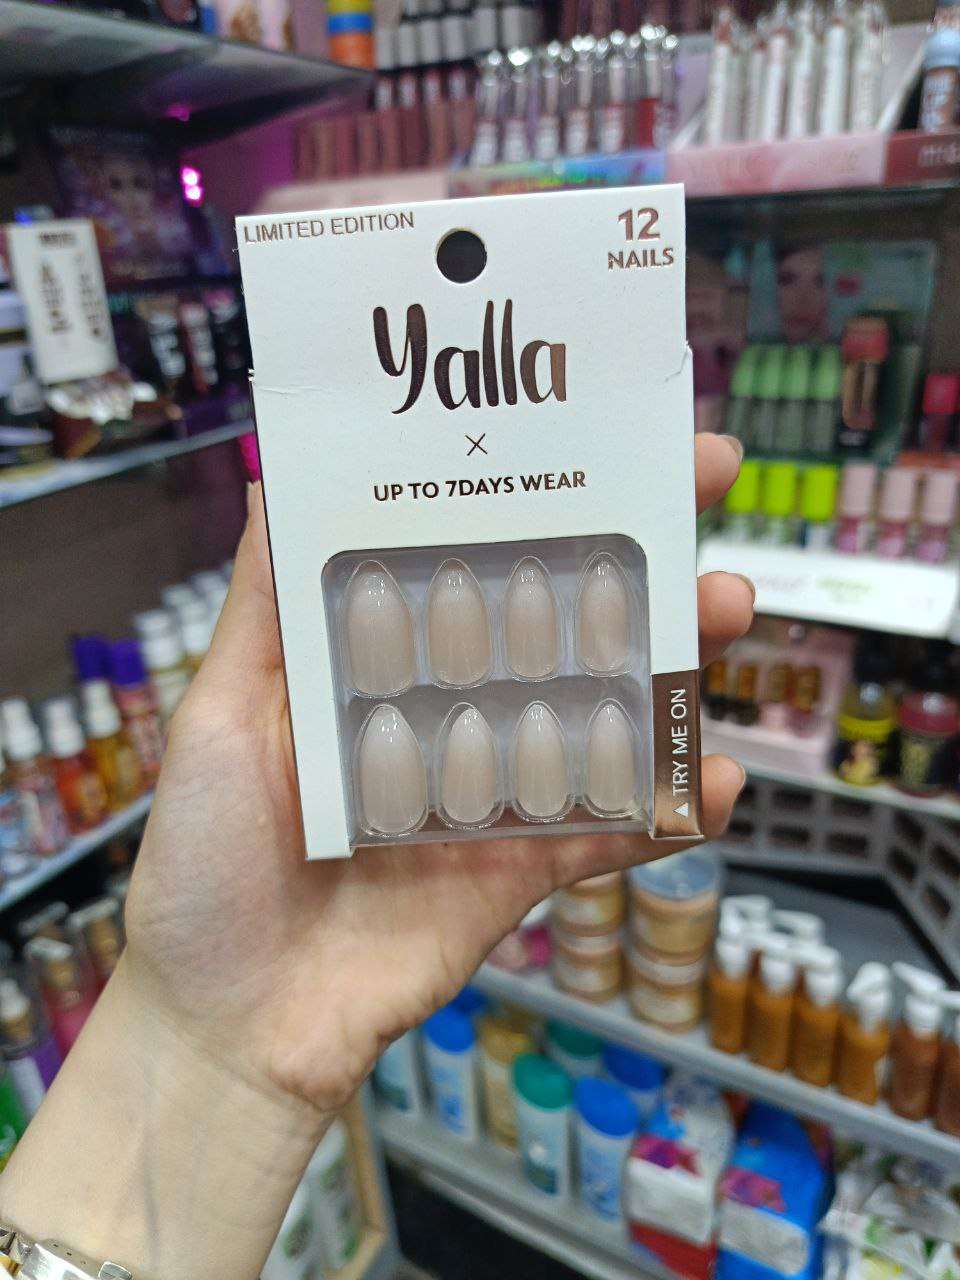 LIMITED EDITION
12
NAILS
Yalla
X
UP TO 7DAYS WEAR
TRY ME ON